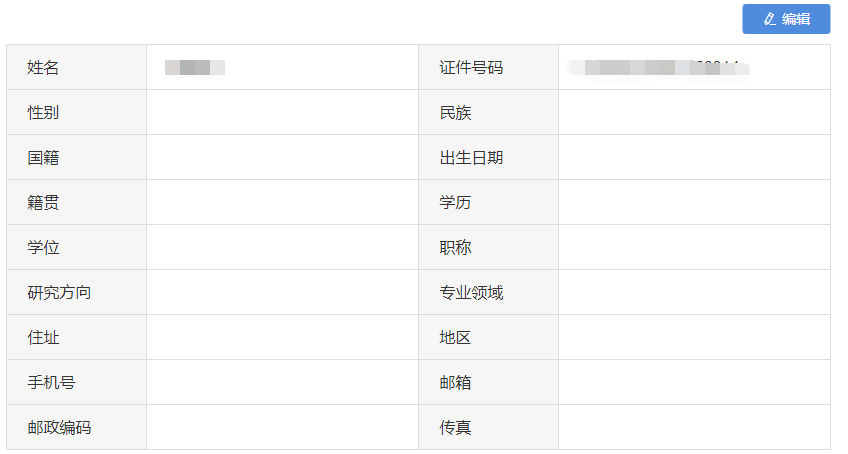 编辑
姓名 证件号码
性别 民族
国籍 出生日期
籍贯 学历
学位 职称
研究方向 专业领域
住址 地区
手机号 邮箱
邮政编码 传真